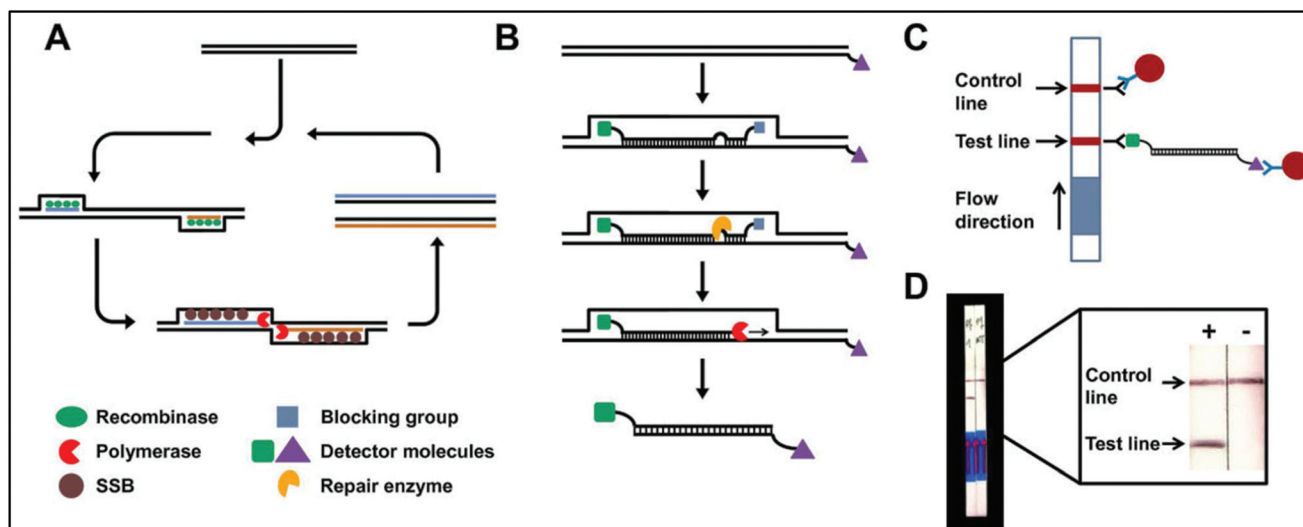 A
B
C
Control
line
Test line
Flow
direction
D
+ -
Control
line
Test line
Recombinase
Polymerase
SSB
Blocking group
Detector molecules
Repair enzyme